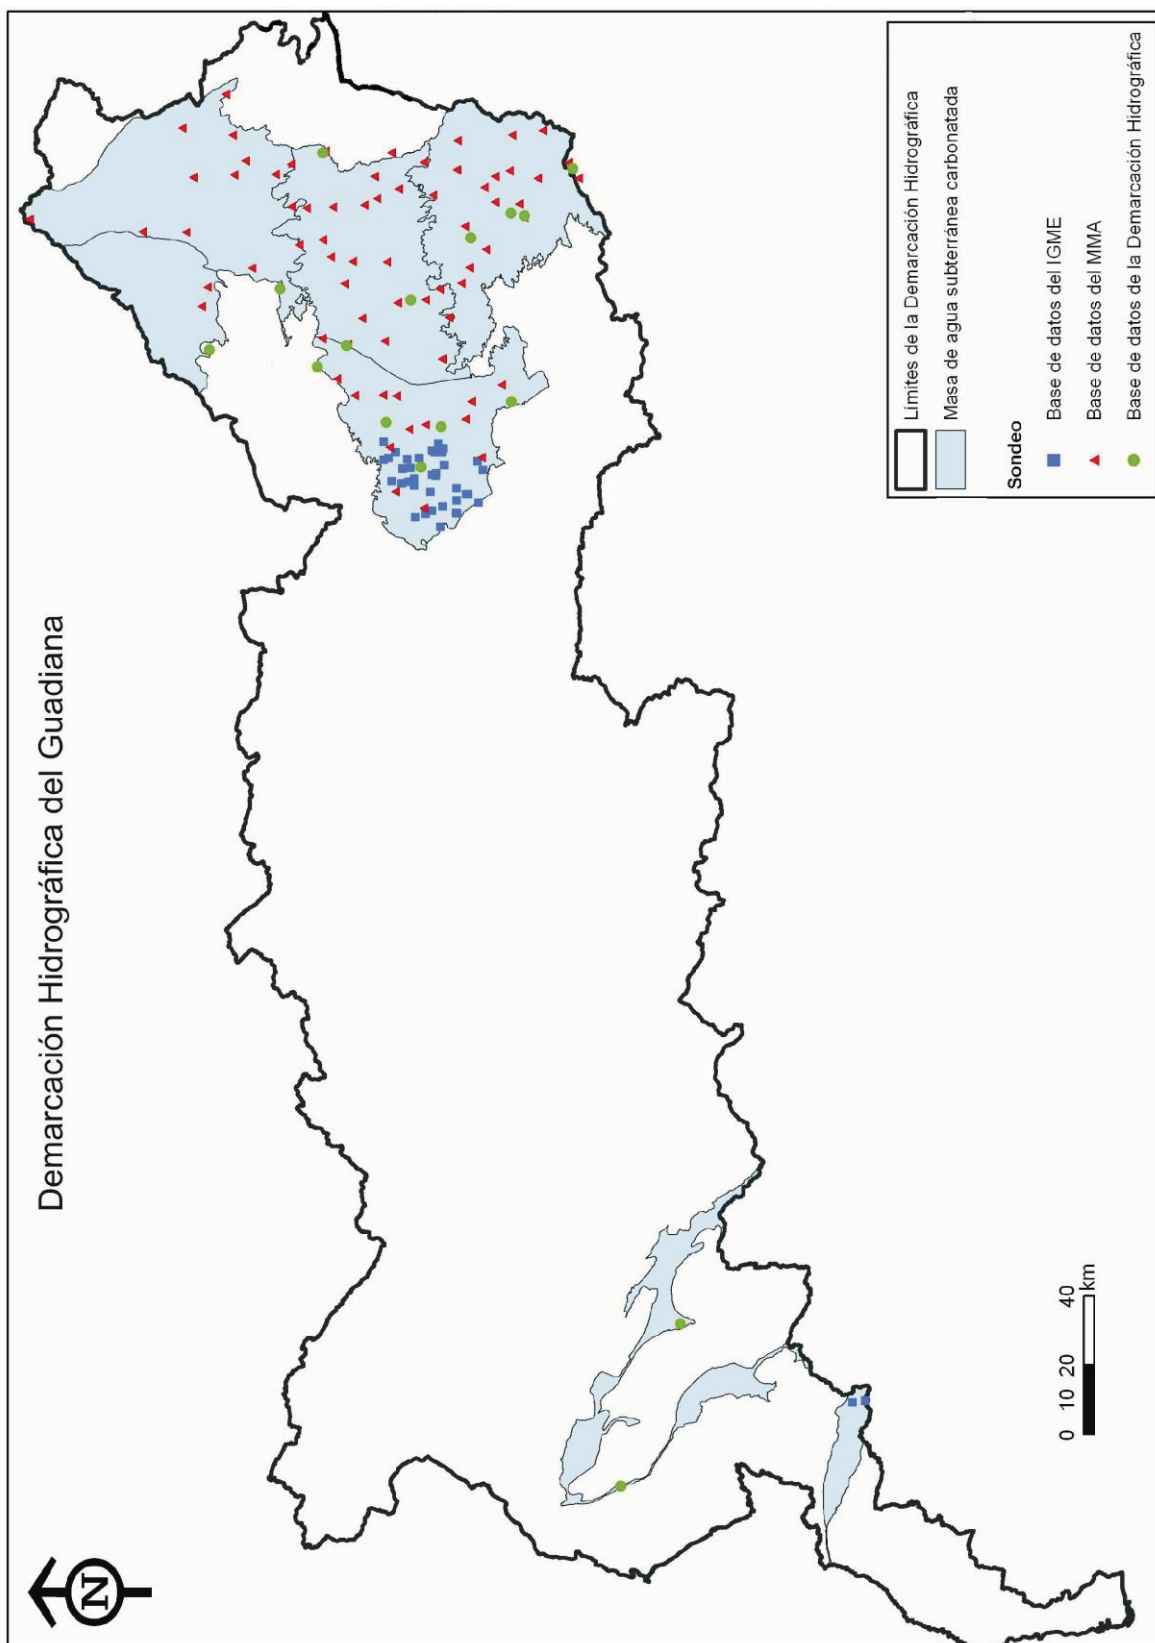 Demarcación Hidrográfica del Guadiana
N
0 10 20 40
km
Límites de la Demarcación Hidrográfica
Masa de agua subterránea carbonatada
Sondeo
Base de datos del IGME
Base de datos del MMA
Base de datos de la Demarcación Hidrográfica